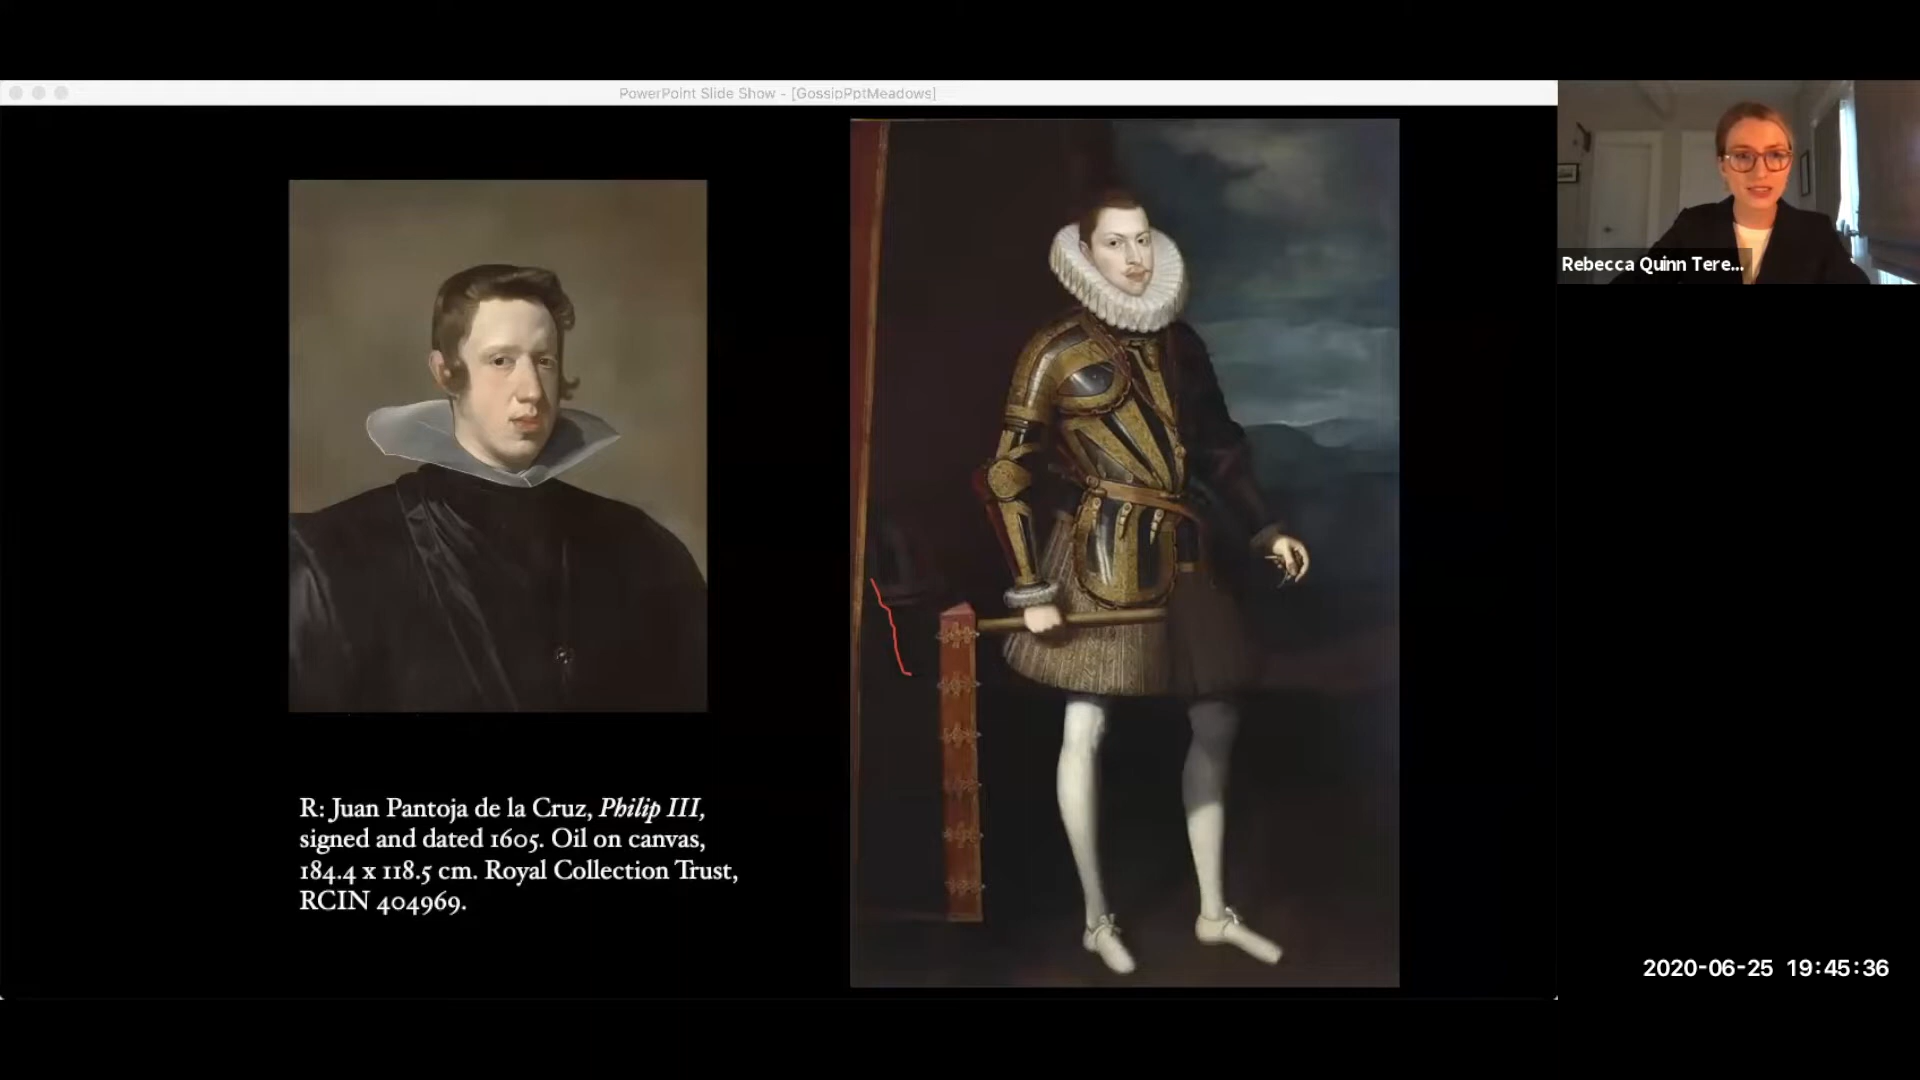 PowerPoint Slide Show - [GossipPptMeadows]
Rebecca Quinn Tere...
R: Juan Pantoja de la Cruz, Philip III,
signed and dated 1605. Oil on canvas,
184.4 x 118.5 cm. Royal Collection Trust,
RCIN 404969.
2020-06-25 19:45:36